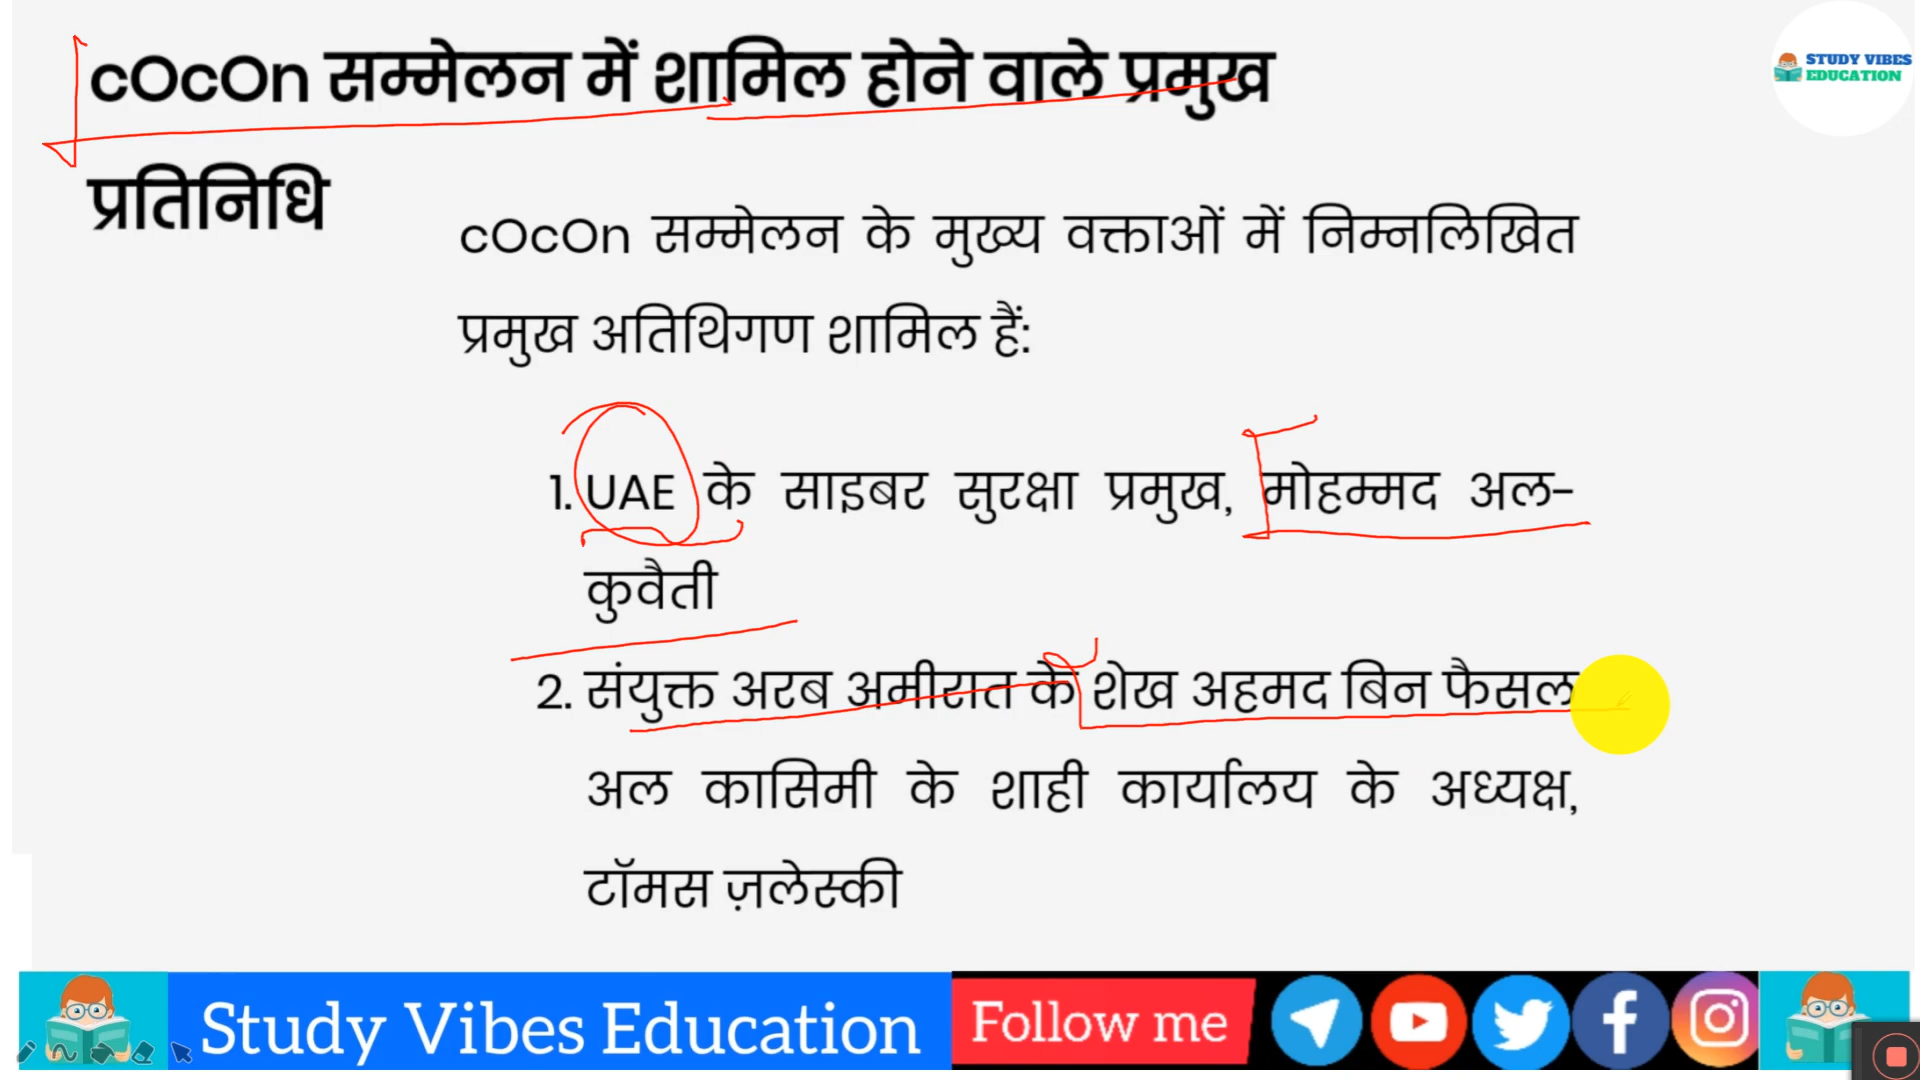 cOcOn सम्मेलन में शामिल होने वाले प्रमुख
प्रतिनिधि
STUDY VIBES
EDUCATION
cOcOn सम्मेलन के मुख्य वक्ताओं में निम्नलिखित
प्रमुख अतिथिगण शामिल हैं:
1. UAE के साइबर सुरक्षा प्रमुख, मोहम्मद अल-
कुवैती
2. संयुक्त अरब अमीरात के शेख अहमद बिन फैसल
अल कासिमी के शाही कार्यालय के अध्यक्ष,
टॉमस ज़लेस्की
Study Vibes Education
Follow me